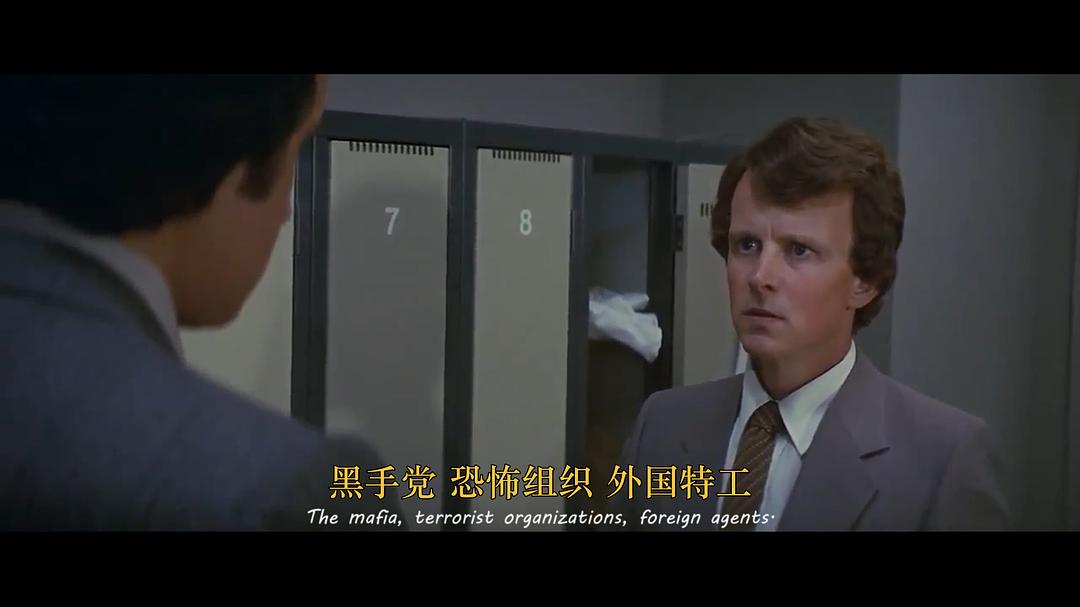 7
8
黑手党 恐怖组织 外国特工
The mafia, terrorist organizations, foreign agents.